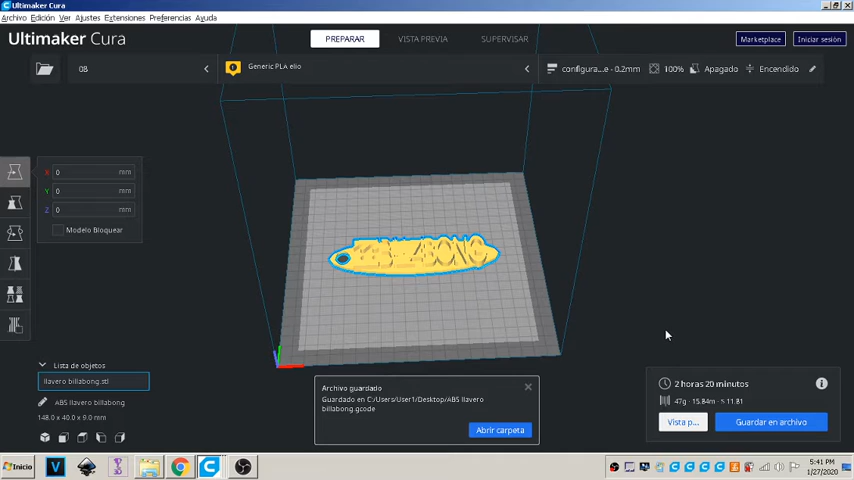 Ultimaker Cura
Archivo Edición Ver Ajustes Extensiones Preferencias Ayuda
Ultimaker Cura
PREPARAR
VISTA PREVIA
SUPERVISAR
Marketplace
Iniciar sesión
08
Generic PLA elio
configura...e - 0.2mm
100%
Apagado
Encendido
X 0 mm
Y 0 mm
Z 0 mm
Modelo Bloquear
Lista de objetos
llavero billabong.stl
ABS llavero billabong
148.0 x 40.0 x 9.0 mm
Archivo guardado
Guardado en C:/Users/User1/Desktop/ABS llavero
billabong.gcode
Abrir carpeta
2 horas 20 minutos
47g · 15.84m · $ 11.81
Vista p...
Guardar en archivo
Inicio
5:41 PM
1/27/2020